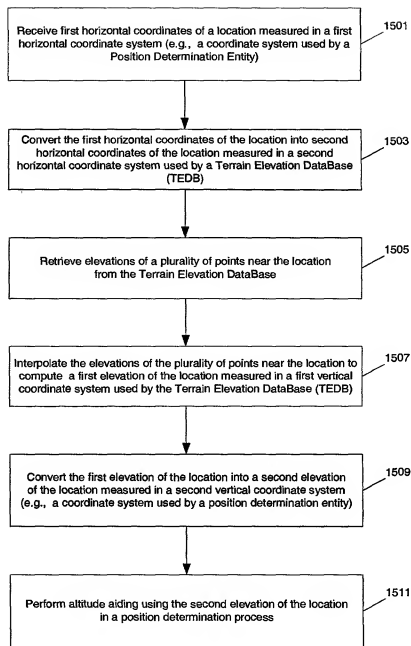 Receive first horizontal coordinates of a location measured in a first
horizontal coordinate system (e.g., a coordinate system used by a
Position Determination Entity)
1501
Convert the first horizontal coordinates of the location into second
horizontal coordinates of the location measured in a second
horizontal coordinate system used by a Terrain Elevation DataBase
(TEDB)
1503
Retrieve elevations of a plurality of points near the location
from the Terrain Elevation DataBase
1505
Interpolate the elevations of the plurality of points near the location to
compute a first elevation of the location measured in a first vertical
coordinate system used by the Terrain Elevation DataBase (TEDB)
1507
Convert the first elevation of the location into a second elevation
of the location measured in a second vertical coordinate system
(e.g., a coordinate system used by a position determination entity)
1509
Perform altitude aiding using the second elevation of the location
in a position determination process
1511